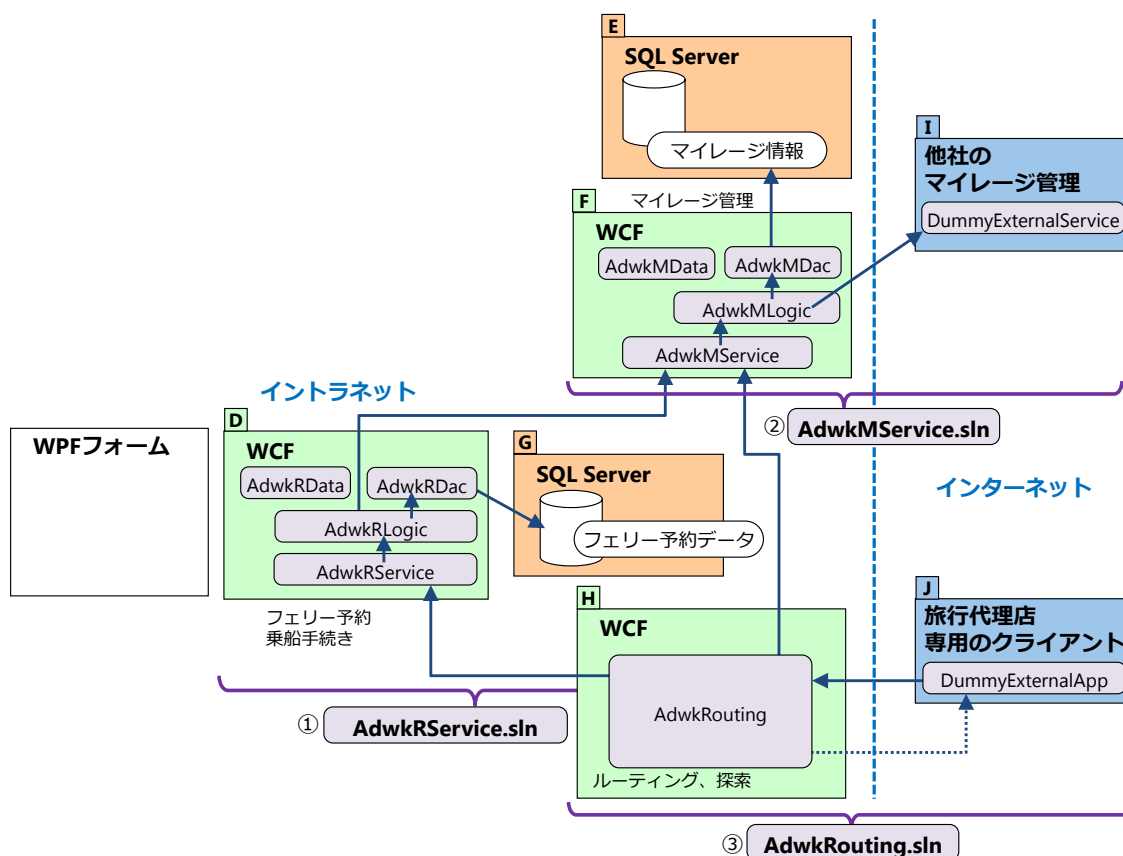 E
SQL Server
マイレージ情報
I
他社の
マイレージ管理
DummyExternalService
マイレージ管理
F
WCF
AdwkMData
AdwkMDac
AdwkMLogic
AdwkMService
イントラネット
② AdwkMService.sln
インターネット
WPFフォーム
D
WCF
AdwkRData
AdwkRDac
AdwkRLogic
AdwkRService
フェリー予約
乗船手続き
G
SQL Server
フェリー予約データ
① AdwkRService.sln
H
WCF
AdwkRouting
ルーティング、探索
J
旅行代理店
専用のクライアント
DummyExternalApp
③ AdwkRouting.sln